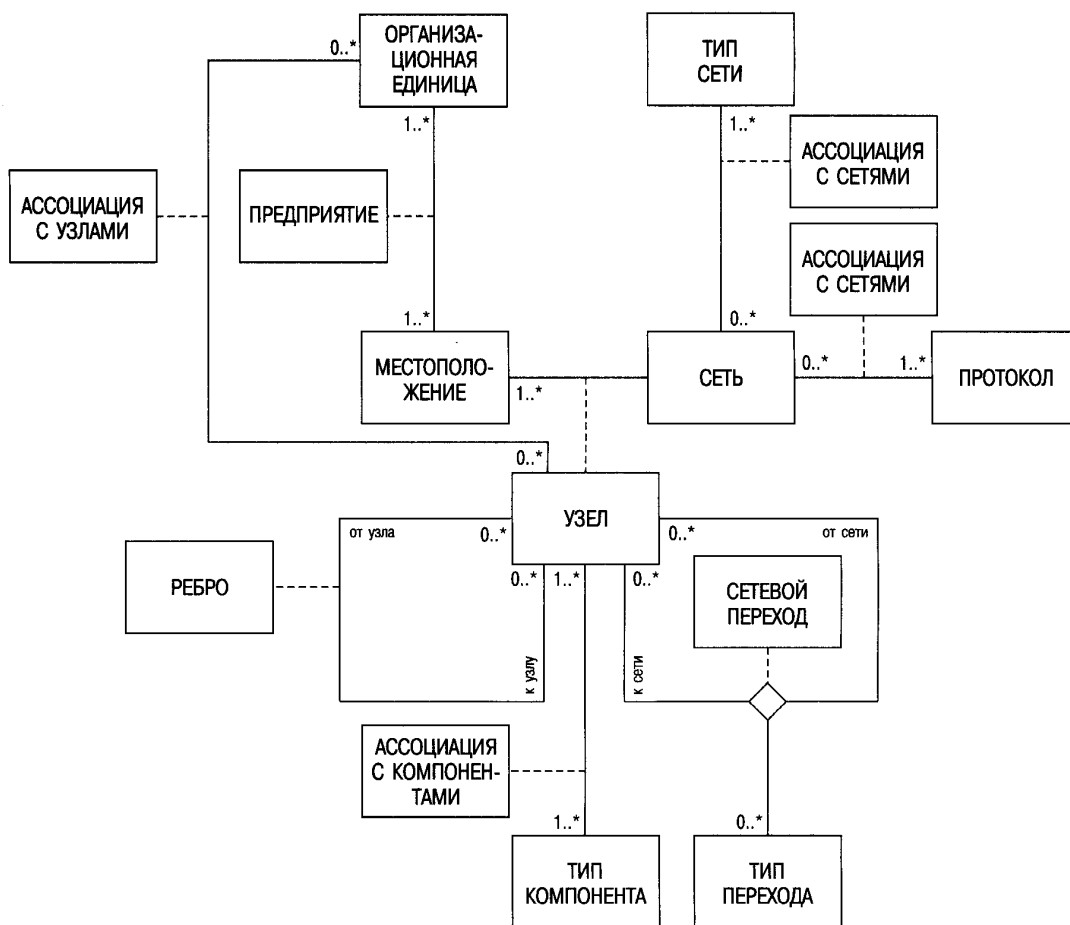 ОРГАНИЗА-
ЦИОННАЯ
ЕДИНИЦА
0..*
1..*
ТИП
СЕТИ
1..*
АССОЦИАЦИЯ
С СЕТЯМИ
АССОЦИАЦИЯ
С УЗЛАМИ
ПРЕДПРИЯТИЕ
АССОЦИАЦИЯ
С СЕТЯМИ
1..*
0..*
МЕСТОПОЛО-
ЖЕНИЕ
1..*
СЕТЬ
0..*
1..*
ПРОТОКОЛ
0..*
УЗЕЛ
от узла
0..*
0..*
от сети
РЕБРО
0..*
1..*
0..*
СЕТЕВОЙ
ПЕРЕХОД
к узлу
к сети
АССОЦИАЦИЯ
С КОМПОНЕН-
ТАМИ
1..*
0..*
ТИП
КОМПОНЕНТА
ТИП
ПЕРЕХОДА